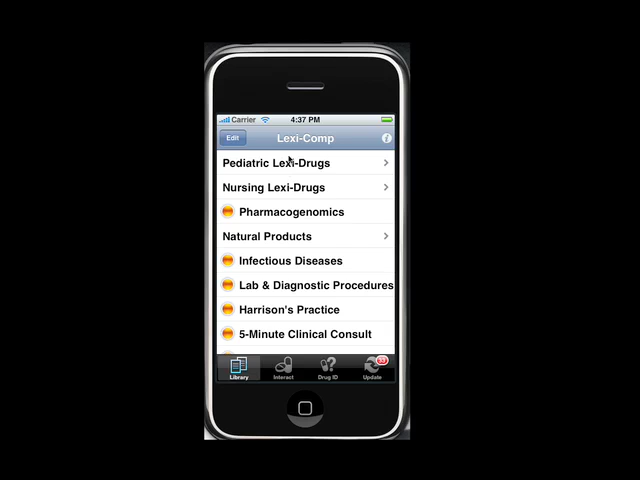 Carrier 4:37 PM
Edit Lexi-Comp
Pediatric Lexi-Drugs
Nursing Lexi-Drugs
Pharmacogenomics
Natural Products
Infectious Diseases
Lab & Diagnostic Procedures
Harrison's Practice
5-Minute Clinical Consult
Library Interact Drug ID Update